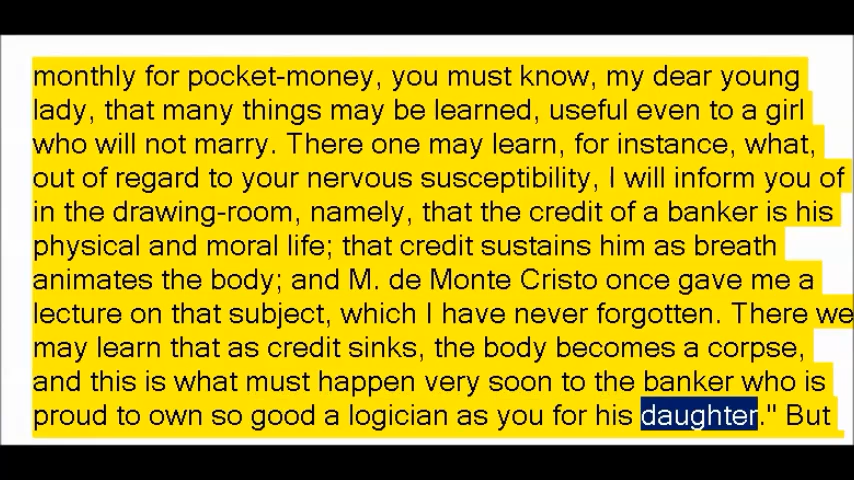 monthly for pocket-money, you must know, my dear young
lady, that many things may be learned, useful even to a girl
who will not marry. There one may learn, for instance, what,
out of regard to your nervous susceptibility, I will inform you of
in the drawing-room, namely, that the credit of a banker is his
physical and moral life; that credit sustains him as breath
animates the body; and M. de Monte Cristo once gave me a
lecture on that subject, which I have never forgotten. There we
may learn that as credit sinks, the body becomes a corpse,
and this is what must happen very soon to the banker who is
proud to own so good a logician as you for his daughter." But